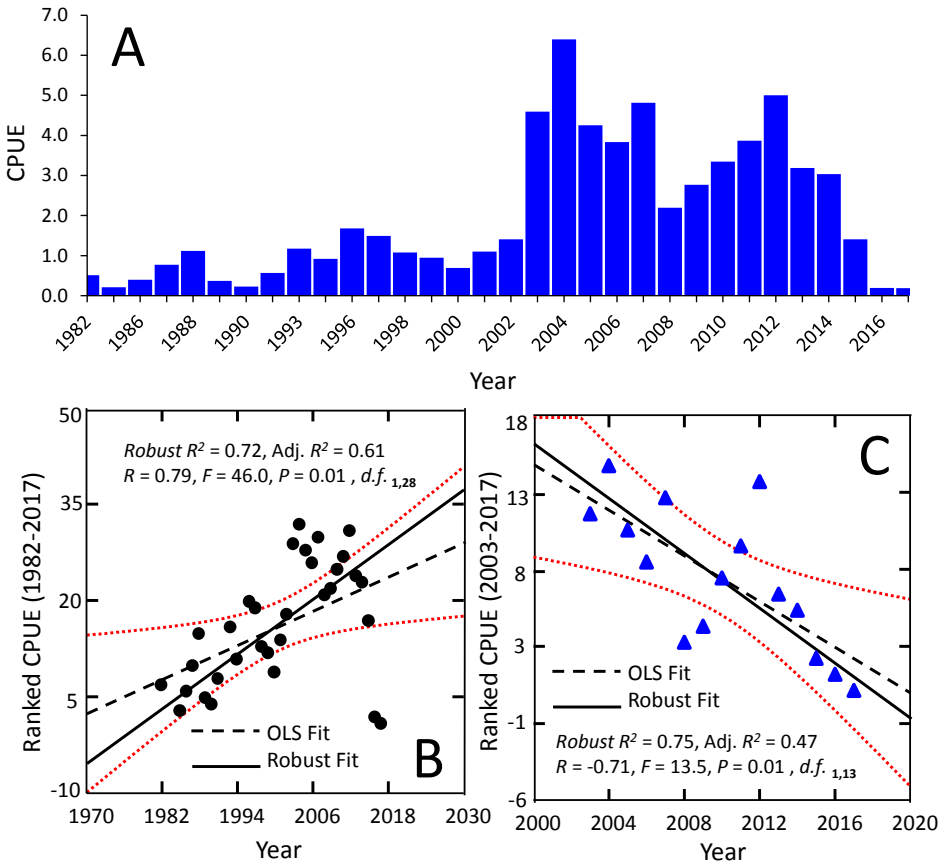 A
CPUE
7.0
6.0
5.0
4.0
3.0
2.0
1.0
0.0
1982 1986 1988 1990 1993 1996 1998 2000 2002 2004 2006 2008 2010 2012 2014 2016
Year
Ranked CPUE (1982-2017)
50
35
20
5
-10
Robust R² = 0.72, Adj. R² = 0.61
R = 0.79, F = 46.0, P = 0.01 , d.f. 1,28
OLS Fit
Robust Fit
B
1970 1982 1994 2006 2018 2030
Year
Ranked CPUE (2003-2017)
18
13
8
3
-1
-6
C
OLS Fit
Robust Fit
Robust R² = 0.75, Adj. R² = 0.47
R = -0.71, F = 13.5, P = 0.01 , d.f. 1,13
2000 2004 2008 2012 2016 2020
Year